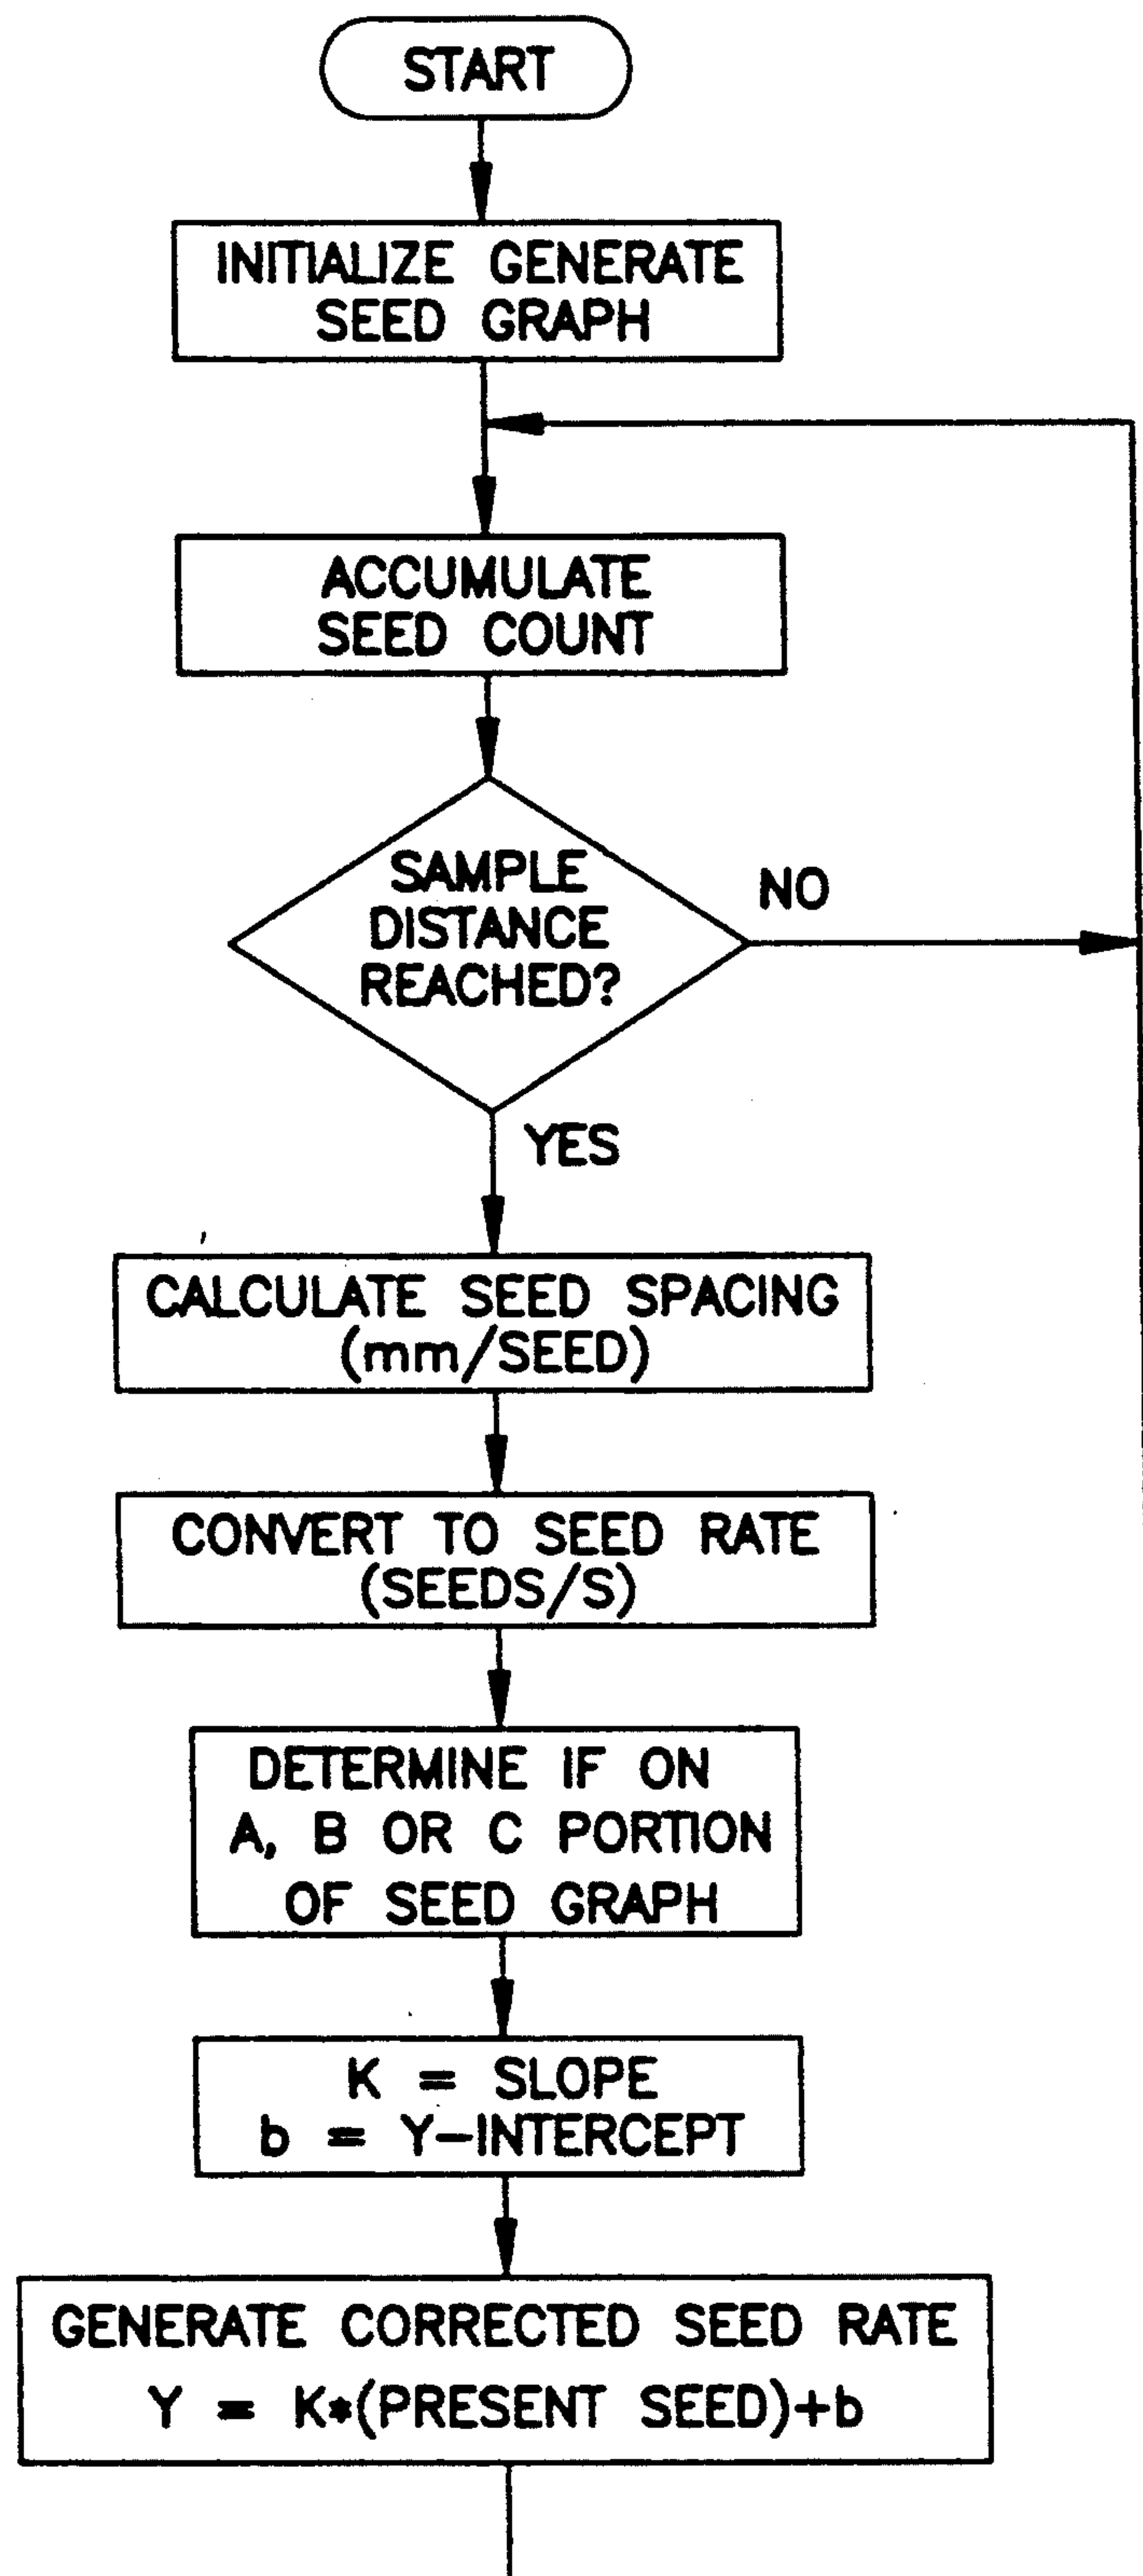 START
INITIALIZE GENERATE
SEED GRAPH
ACCUMULATE
SEED COUNT
SAMPLE
DISTANCE
REACHED?
NO
YES
CALCULATE SEED SPACING
(mm/SEED)
CONVERT TO SEED RATE
(SEEDS/S)
DETERMINE IF ON
A, B OR C PORTION
OF SEED GRAPH
K = SLOPE
b = Y-INTERCEPT
GENERATE CORRECTED SEED RATE
Y = K*(PRESENT SEED)+b